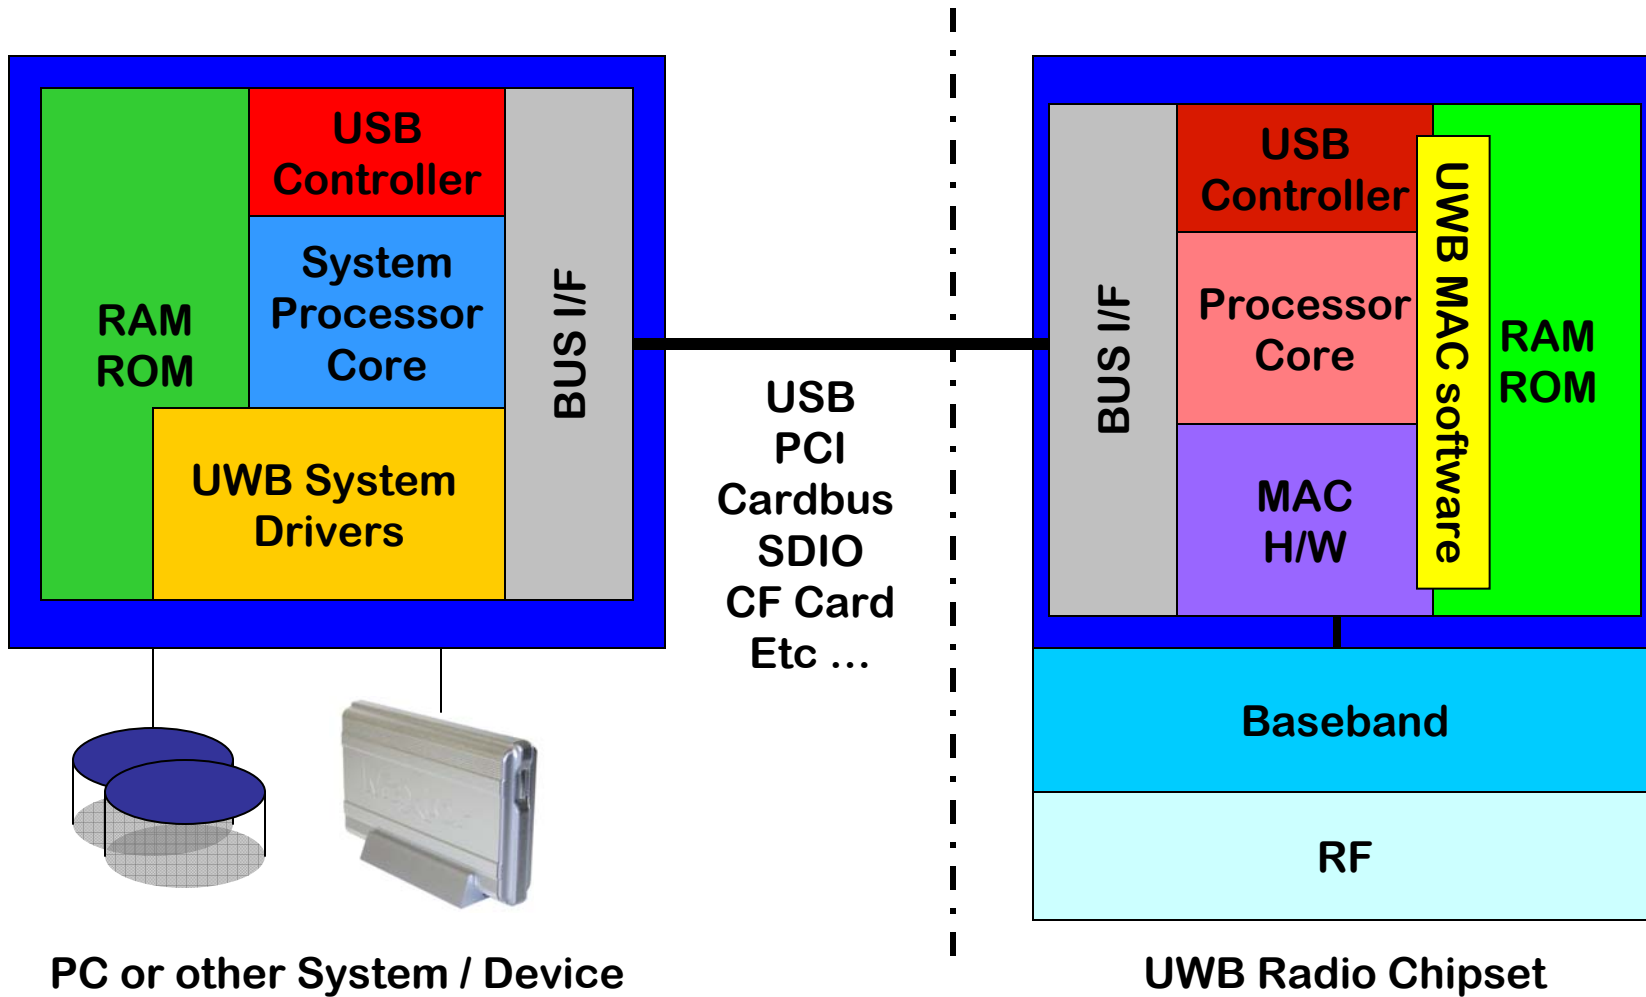 USB
Controller
System
Processor
Core
RAM
ROM
UWB System
Drivers
BUS I/F
USB
PCI
Cardbus
SDIO
CF Card
Etc ...
BUS I/F
USB
Controller
Processor
Core
MAC
H/W
UWB MAC software
RAM
ROM
Baseband
RF
PC or other System / Device
UWB Radio Chipset